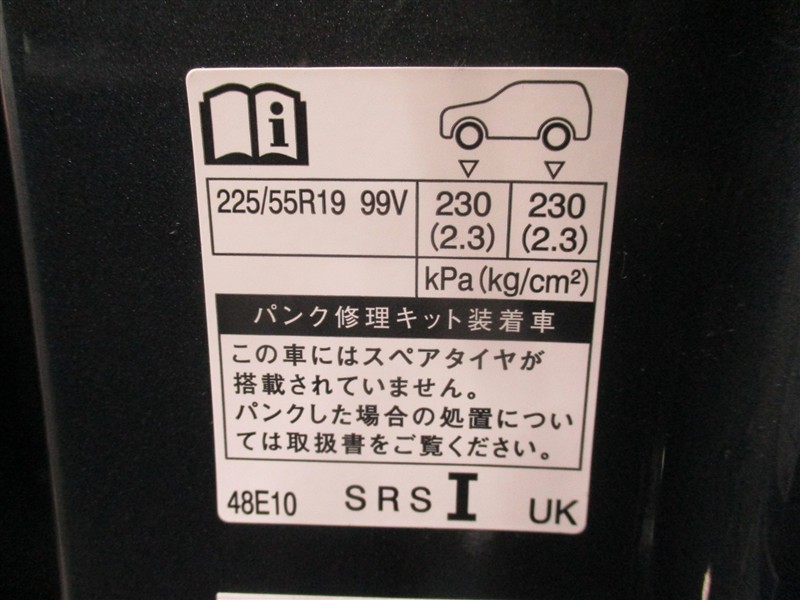 i
225/55R19 99V 230 230
(2.3) (2.3)
kPa(kg/cm²)
パンク修理キット装着車
この車にはスペアタイヤが
搭載されていません。
パンクした場合の処置につい
ては取扱書をご覧ください。
48E10 SRS I UK